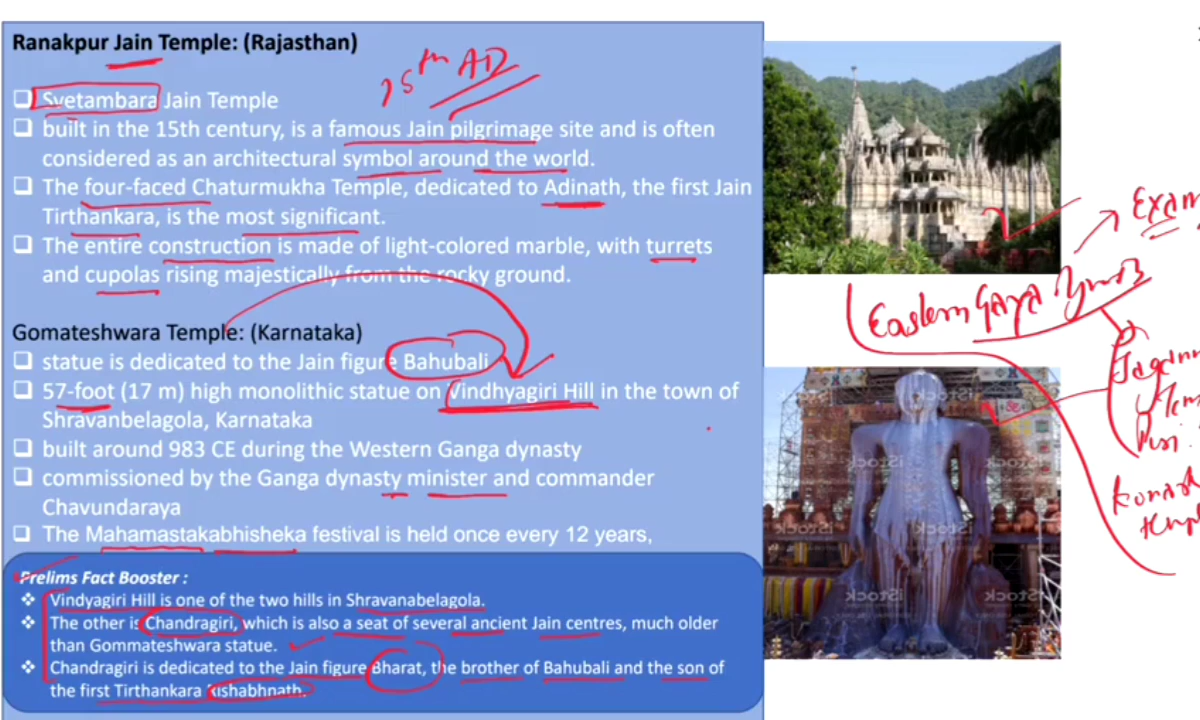 Ranakpur Jain Temple: (Rajasthan)
15th AD
❑ Svetambara Jain Temple
❑ built in the 15th century, is a famous Jain pilgrimage site and is often
considered as an architectural symbol around the world.
❑ The four-faced Chaturmukha Temple, dedicated to Adinath, the first Jain
Tirthankara, is the most significant.
❑ The entire construction is made of light-colored marble, with turrets
and cupolas rising majestically from the rocky ground.
Gomateshwara Temple: (Karnataka)
❑ statue is dedicated to the Jain figure Bahubali
❑ 57-foot (17 m) high monolithic statue on Vindhyagiri Hill in the town of
Shravanbelagola, Karnataka
❑ built around 983 CE during the Western Ganga dynasty
❑ commissioned by the Ganga dynasty minister and commander
Chavundaraya
❑ The Mahamastakabhisheka festival is held once every 12 years,
Prelims Fact Booster :
❖ Vindyagiri Hill is one of the two hills in Shravanabelagola.
❖ The other is Chandragiri, which is also a seat of several ancient Jain centres, much older
than Gommateshwara statue.
❖ Chandragiri is dedicated to the Jain figure Bharat, the brother of Bahubali and the son of
the first Tirthankara Rishabhnath.
Exam
Eastern Ganga
iStock
iStock
iStock
iStock
iStock